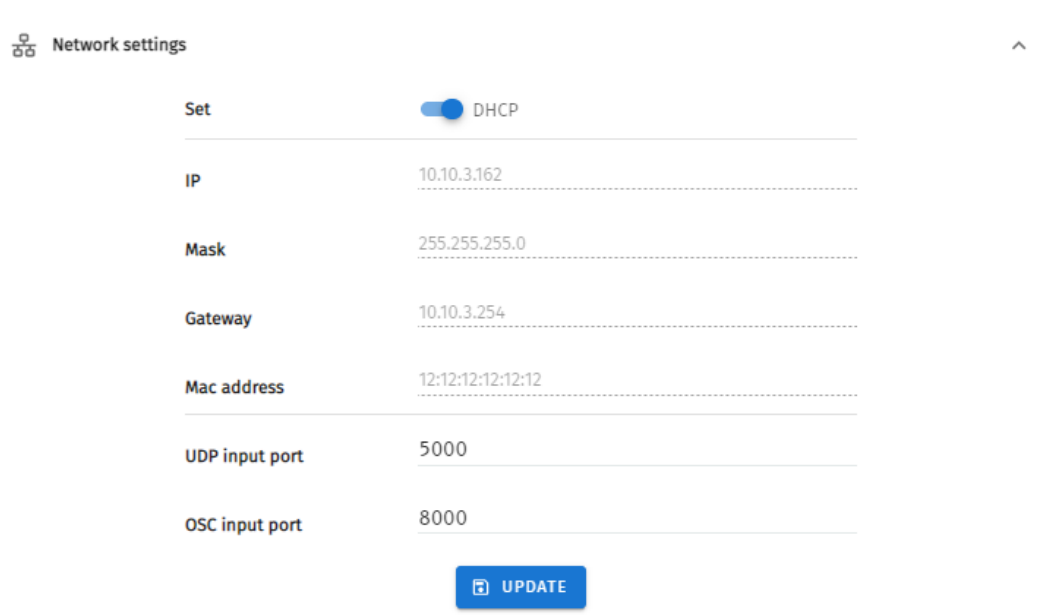 Network settings
Set DHCP
IP 10.10.3.162
Mask 255.255.255.0
Gateway 10.10.3.254
Mac address 12:12:12:12:12:12
UDP input port 5000
OSC input port 8000
UPDATE